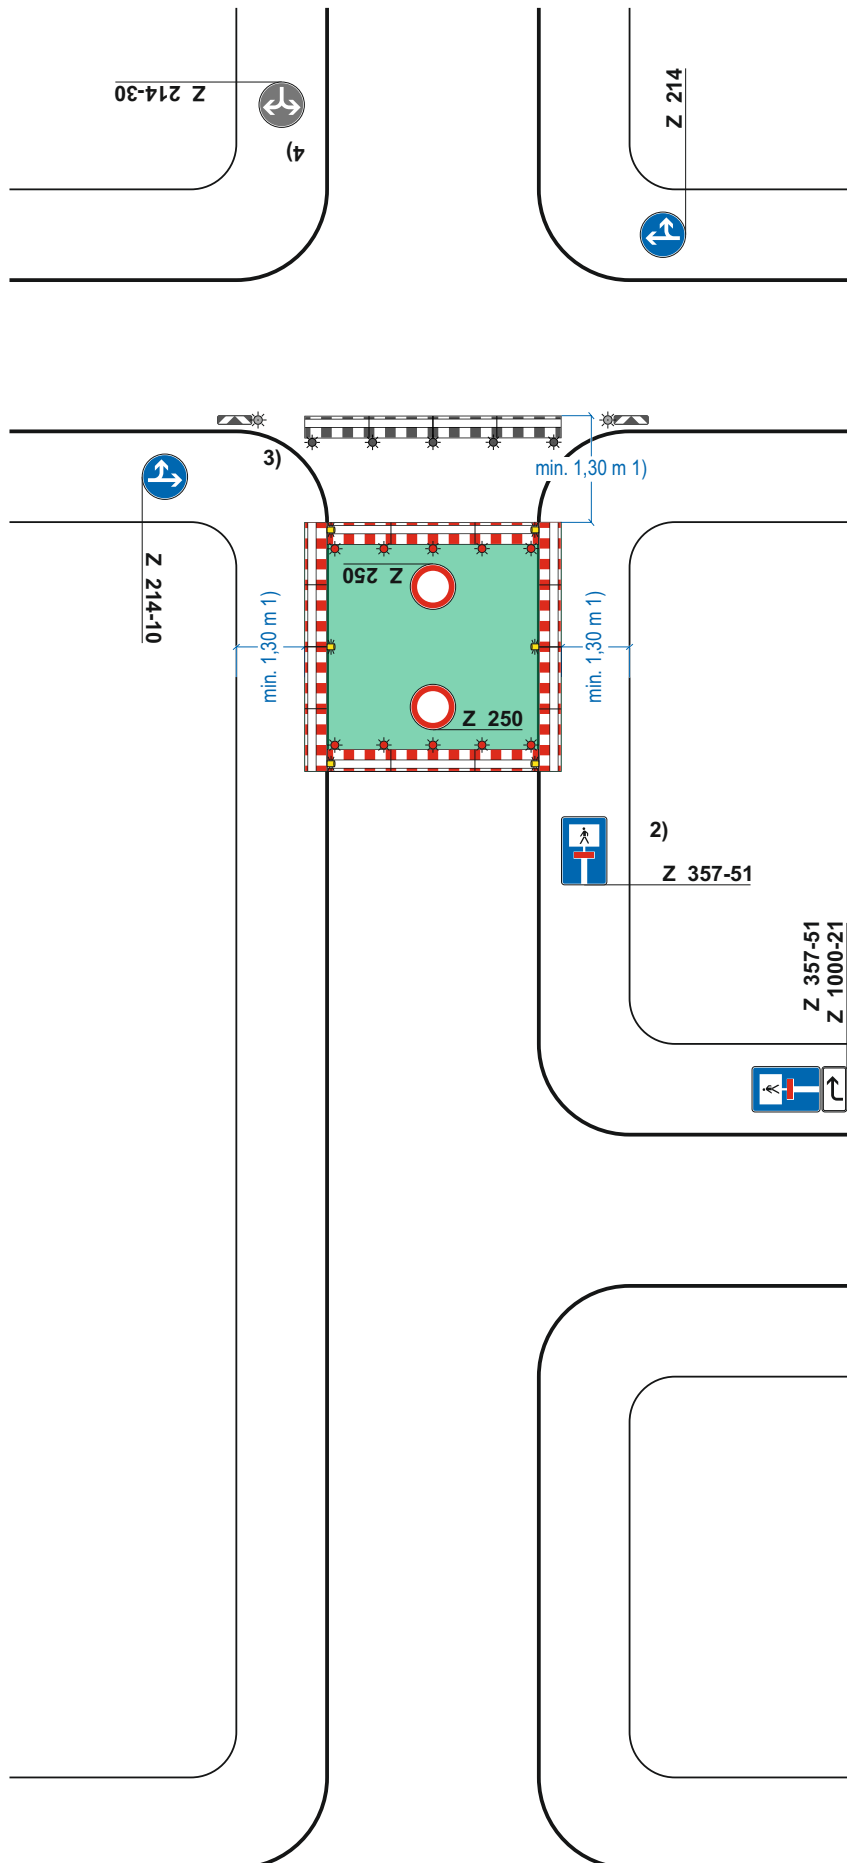 Z 214-30
4)
Z 214
3)
min. 1,30 m 1)
Z 214-10
Z 250
min. 1,30 m 1)
min. 1,30 m 1)
Z 250
2)
Z 357-51
Z 357-51
Z 1000-21